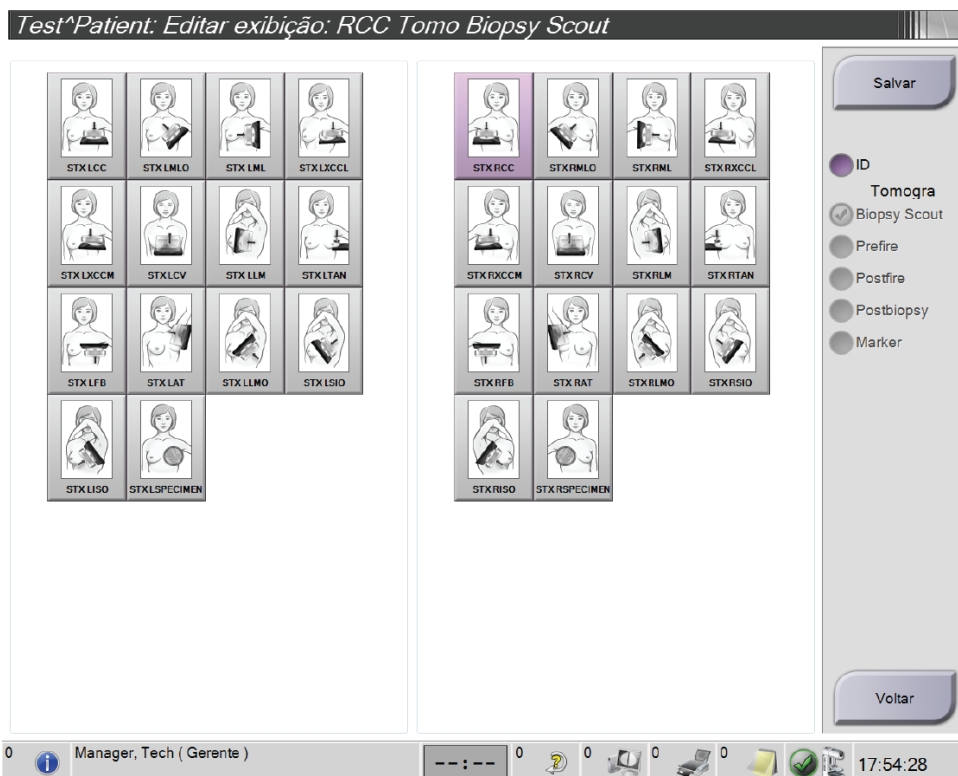 Test^Patient: Editar exibição: RCC Tomo Biopsy Scout
STX LCC STX LMLO STX LML STX LXCCL
STX LXCCM STX LCV STX LLM STX LTAN
STX LFB STX LAT STX LLMO STX LSIO
STX LISO STX LSPECIMEN
STX RCC STX RMLO STX RML STX RXCCL
STX RXCCM STX RCV STX RLM STX RTAN
STX RFB STX RAT STX RLMO STX RSIO
STX RISO STX RSPECIMEN
Salvar
ID
Tomogra
Biopsy Scout
Prefire
Postfire
Postbiopsy
Marker
Voltar
0 Manager, Tech ( Gerente ) --:-- 0 0 0 0 17:54:28